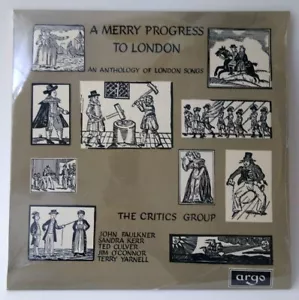 A MERRY PROGRESS
TO LONDON
AN ANTHOLOGY OF LONDON SONGS
THE CRITICS GROUP
JOHN FAULKNER
SANDRA KERR
TED CULVER
JIM O'CONNOR
TERRY YARNELL
argo